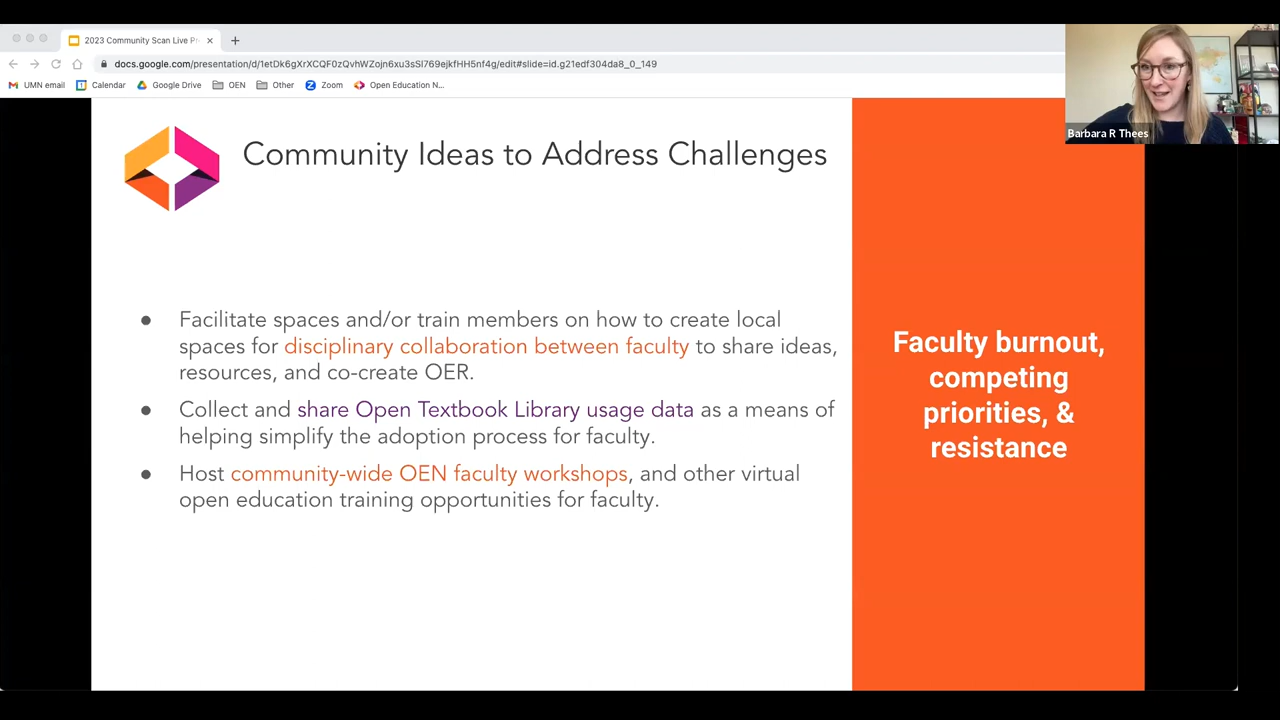 2023 Community Scan Live Pr
docs.google.com/presentation/d/1etDk6gXrXCQF0zQvhWZojn6xu3sSI769ejkfHH5nf4g/edit#slide=id.g21edf304da8_0_149
UMN email
Calendar
Google Drive
OEN
Other
Zoom
Open Education N...
Barbara R Thees
Community Ideas to Address Challenges
● Facilitate spaces and/or train members on how to create local
spaces for disciplinary collaboration between faculty to share ideas,
resources, and co-create OER.
● Collect and share Open Textbook Library usage data as a means of
helping simplify the adoption process for faculty.
● Host community-wide OEN faculty workshops, and other virtual
open education training opportunities for faculty.
Faculty burnout,
competing
priorities, &
resistance